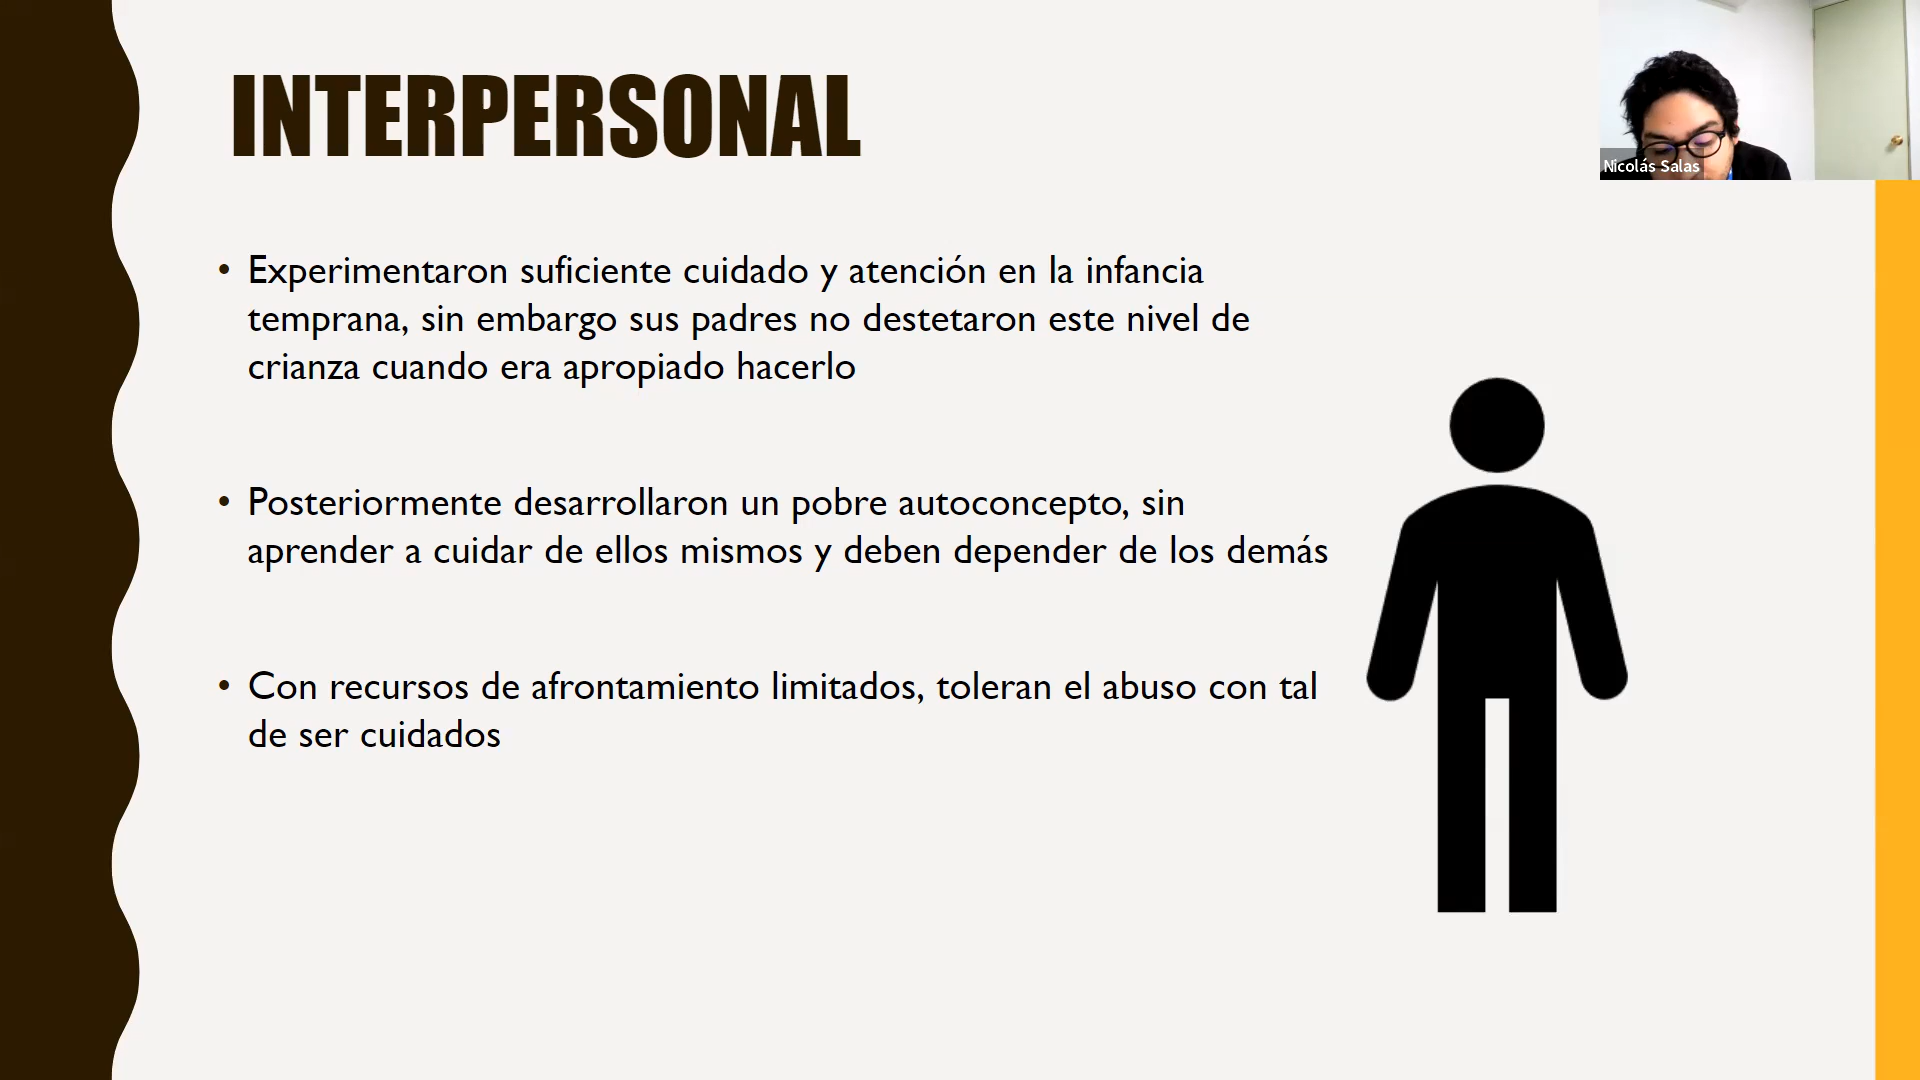 INTERPERSONAL
Nicolás Salas
• Experimentaron suficiente cuidado y atención en la infancia
temprana, sin embargo sus padres no destetaron este nivel de
crianza cuando era apropiado hacerlo
• Posteriormente desarrollaron un pobre autoconcepto, sin
aprender a cuidar de ellos mismos y deben depender de los demás
• Con recursos de afrontamiento limitados, toleran el abuso con tal
de ser cuidados